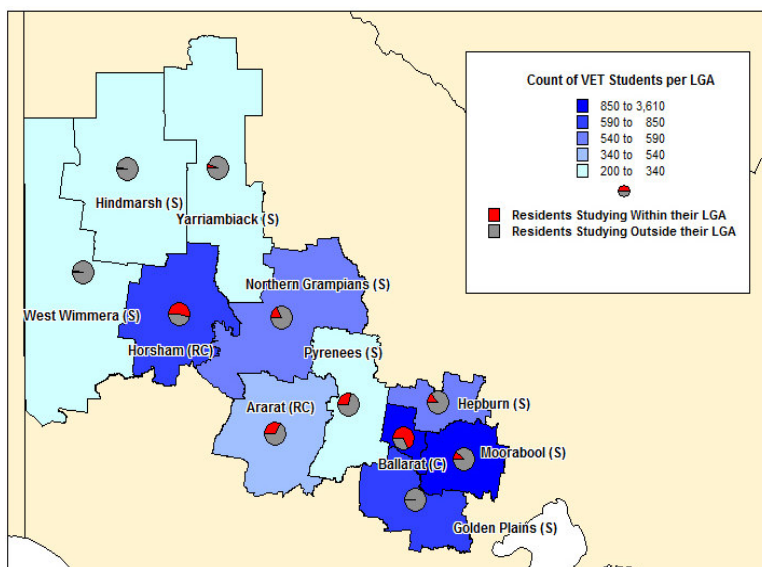 Count of VET Students per LGA
850 to 3,610
590 to 850
540 to 590
340 to 540
200 to 340
Residents Studying Within their LGA
Residents Studying Outside their LGA
Hindmarsh (S)
Yarriambiack (S)
Northern Grampians (S)
West Wimmera (S)
Horsham (RC)
Pyrenees (S)
Ararat (RC)
Hepburn (S)
Moorabool (S)
Ballarat (C)
Golden Plains (S)